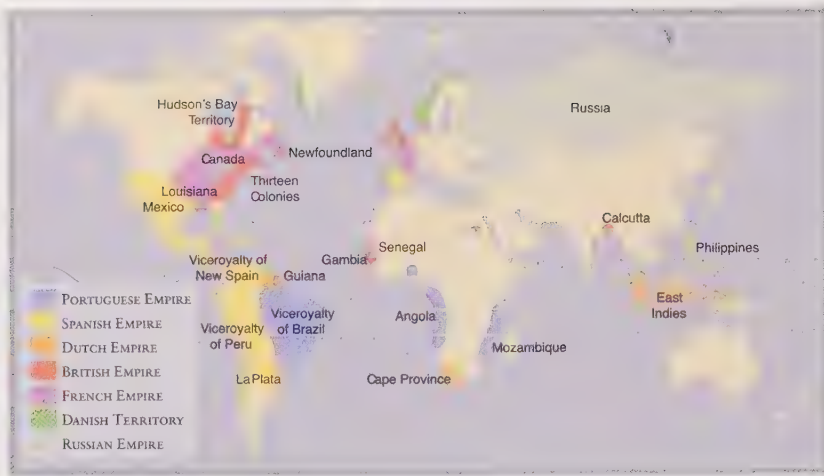 Hudson's Bay
Territory
Russia
Canada
Newfoundland
Louisiana
Thirteen
Colonies
Mexico
Calcutta
Senegal
Philippines
Viceroyalty of
New Spain
Gambia
Guiana
East
Indies
Viceroyalty
of Brazil
Angola
Viceroyalty
of Peru
Mozambique
La Plata
Cape Province
PORTUGUESE EMPIRE
SPANISH EMPIRE
DUTCH EMPIRE
BRITISH EMPIRE
FRENCH EMPIRE
DANISH TERRITORY
RUSSIAN EMPIRE